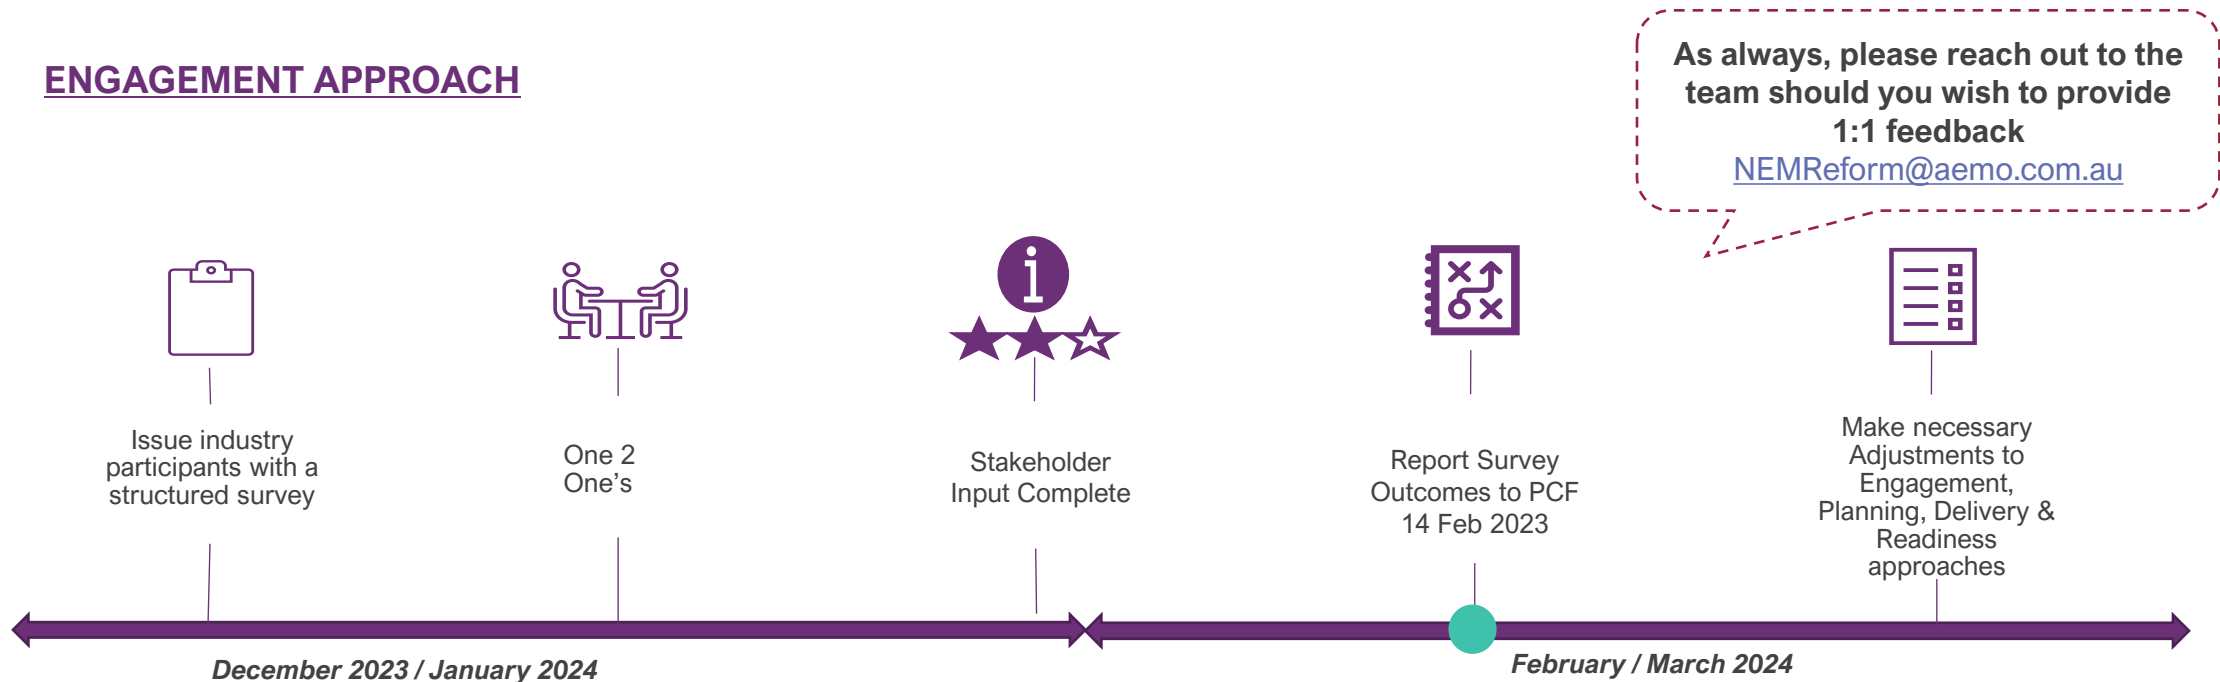 ENGAGEMENT APPROACH
As always, please reach out to the
team should you wish to provide
1:1 feedback
NEMReform@aemo.com.au
Issue industry
participants with a
structured survey
One 2
One's
Stakeholder
Input Complete
Report Survey
Outcomes to PCF
14 Feb 2023
Make necessary
Adjustments to
Engagement,
Planning, Delivery &
Readiness
approaches
December 2023 / January 2024
February / March 2024